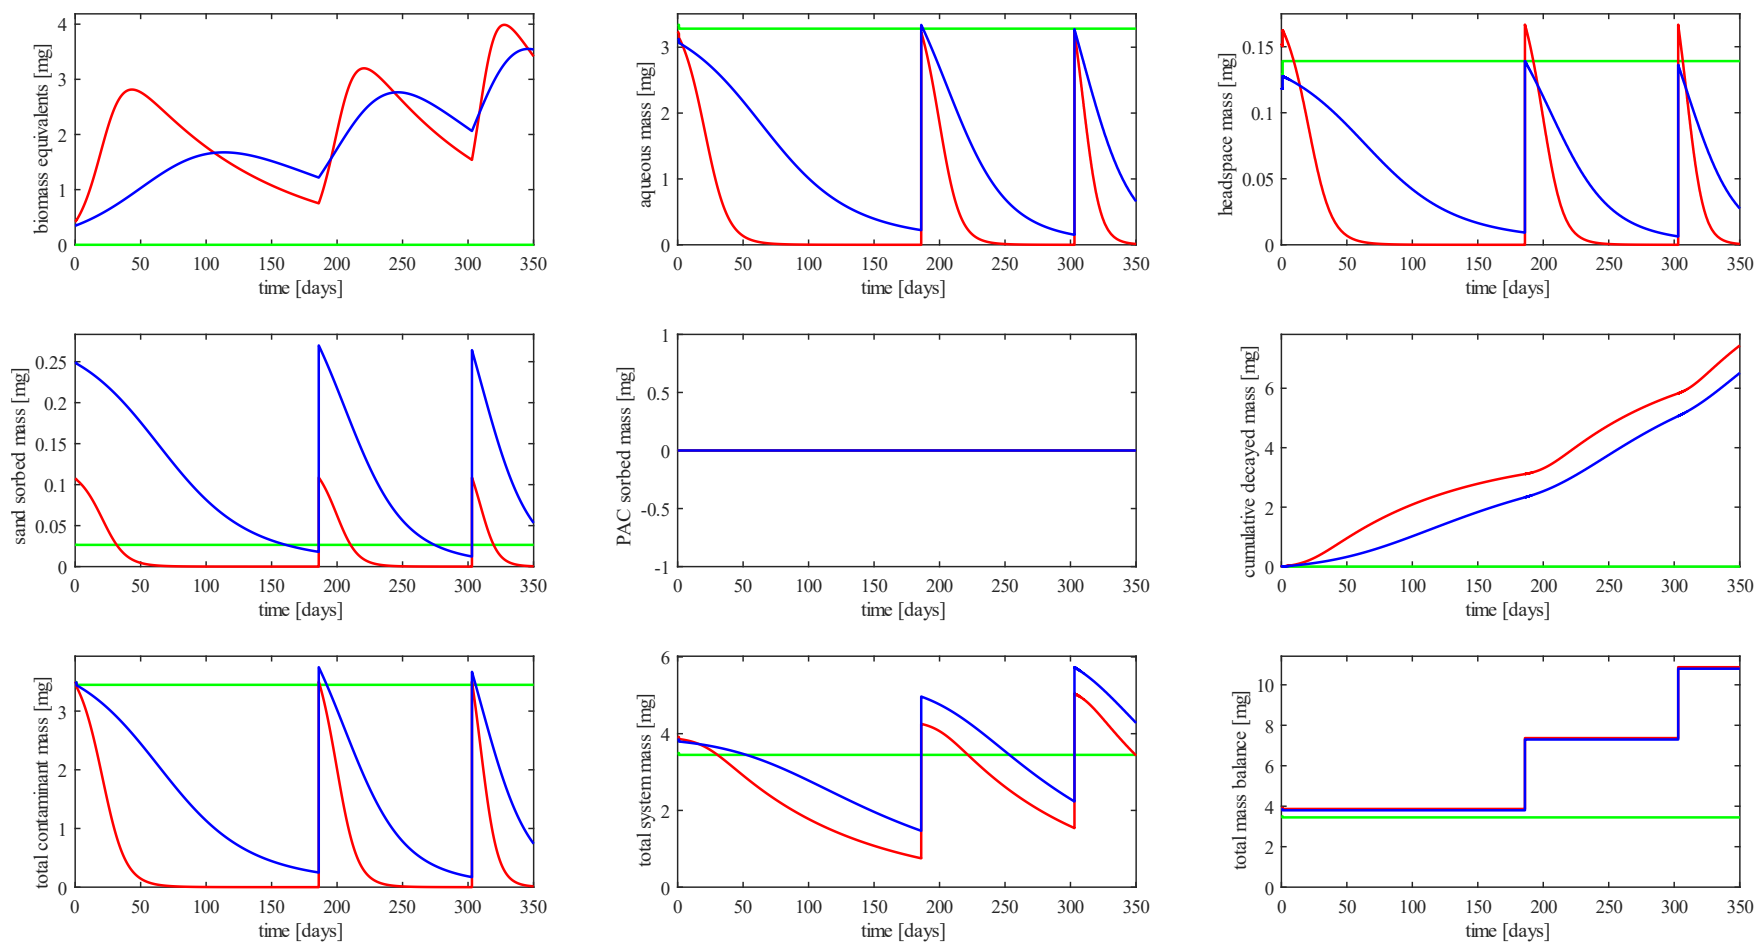 biomass equivalents [mg]
4
3
2
1
0
0 50 100 150 200 250 300 350
time [days]
aqueous mass [mg]
3
2
1
0
0 50 100 150 200 250 300 350
time [days]
headspace mass [mg]
0.15
0.1
0.05
0
0 50 100 150 200 250 300 350
time [days]
sand sorbed mass [mg]
0.25
0.2
0.15
0.1
0.05
0
0 50 100 150 200 250 300 350
time [days]
PAC sorbed mass [mg]
1
0.5
0
-0.5
-1
0 50 100 150 200 250 300 350
time [days]
cumulative decayed mass [mg]
6
4
2
0
0 50 100 150 200 250 300 350
time [days]
total contaminant mass [mg]
3
2
1
0
0 50 100 150 200 250 300 350
time [days]
total system mass [mg]
6
4
2
0
0 50 100 150 200 250 300 350
time [days]
total mass balance [mg]
10
8
6
4
2
0
0 50 100 150 200 250 300 350
time [days]